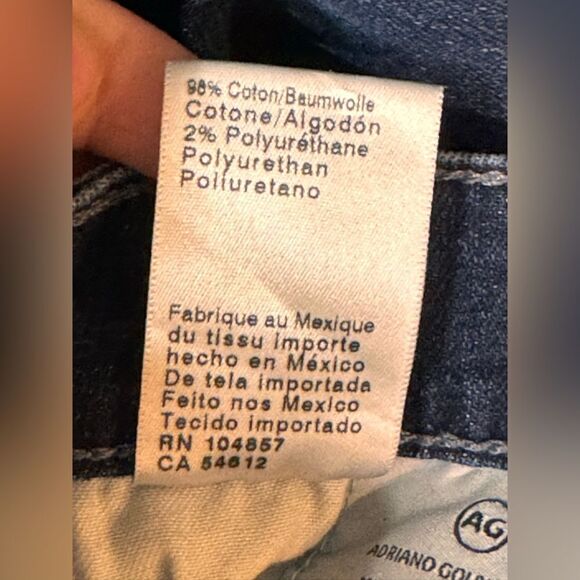 98% Coton/Baumwolle
Cotone/Algodón
2% Polyuréthane
Polyurethan
Poliuretano
Fabrique au Mexique
du tissu importe
hecho en México
De tela importada
Feito nos Mexico
Tecido importado
RN 104857
CA 54612
AG
ADRIANO